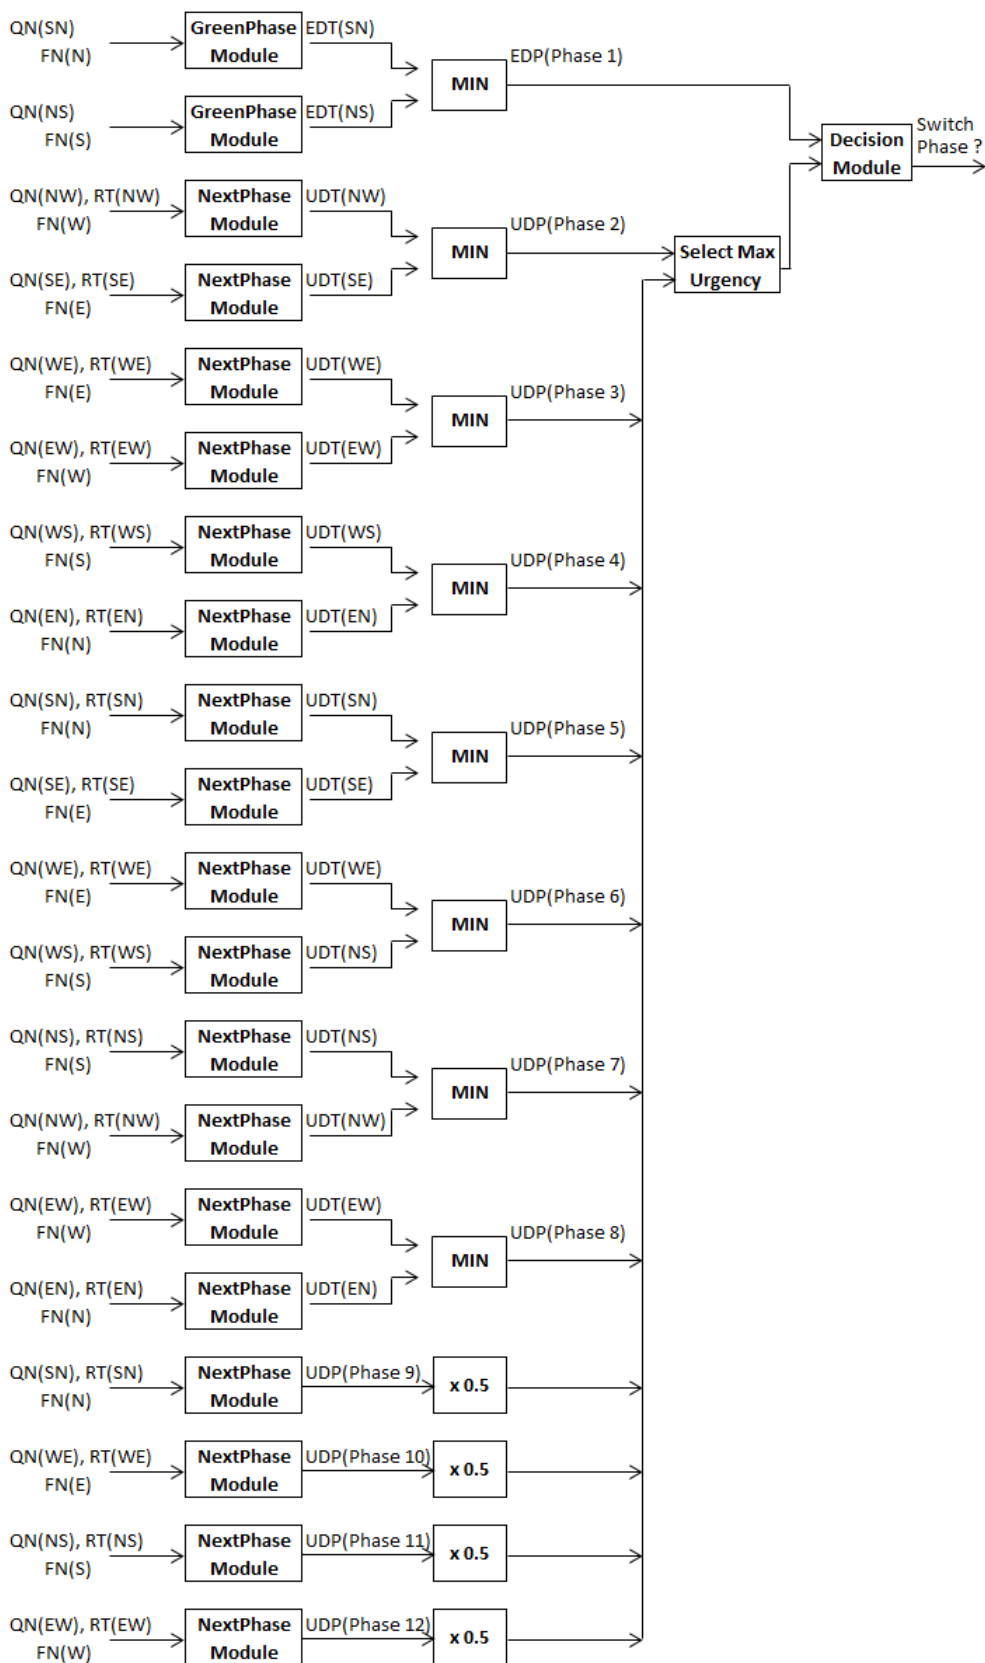 QN(SN)
FN(N)
GreenPhase
Module
EDT(SN)
MIN
EDP(Phase 1)
QN(NS)
FN(S)
GreenPhase
Module
EDT(NS)
Decision
Module
Switch
Phase ?
QN(NW), RT(NW)
FN(W)
NextPhase
Module
UDT(NW)
MIN
UDP(Phase 2)
Select Max
Urgency
QN(SE), RT(SE)
FN(E)
NextPhase
Module
UDT(SE)
QN(WE), RT(WE)
FN(E)
NextPhase
Module
UDT(WE)
MIN
UDP(Phase 3)
QN(EW), RT(EW)
FN(W)
NextPhase
Module
UDT(EW)
QN(WS), RT(WS)
FN(S)
NextPhase
Module
UDT(WS)
MIN
UDP(Phase 4)
QN(EN), RT(EN)
FN(N)
NextPhase
Module
UDT(EN)
QN(SN), RT(SN)
FN(N)
NextPhase
Module
UDT(SN)
MIN
UDP(Phase 5)
QN(SE), RT(SE)
FN(E)
NextPhase
Module
UDT(SE)
QN(WE), RT(WE)
FN(E)
NextPhase
Module
UDT(WE)
MIN
UDP(Phase 6)
QN(WS), RT(WS)
FN(S)
NextPhase
Module
UDT(NS)
QN(NS), RT(NS)
FN(S)
NextPhase
Module
UDT(NS)
MIN
UDP(Phase 7)
QN(NW), RT(NW)
FN(W)
NextPhase
Module
UDT(NW)
QN(EW), RT(EW)
FN(W)
NextPhase
Module
UDT(EW)
MIN
UDP(Phase 8)
QN(EN), RT(EN)
FN(N)
NextPhase
Module
UDT(EN)
QN(SN), RT(SN)
FN(N)
NextPhase
Module
UDP(Phase 9)
x 0.5
QN(WE), RT(WE)
FN(E)
NextPhase
Module
UDP(Phase 10)
x 0.5
QN(NS), RT(NS)
FN(S)
NextPhase
Module
UDP(Phase 11)
x 0.5
QN(EW), RT(EW)
FN(W)
NextPhase
Module
UDP(Phase 12)
x 0.5